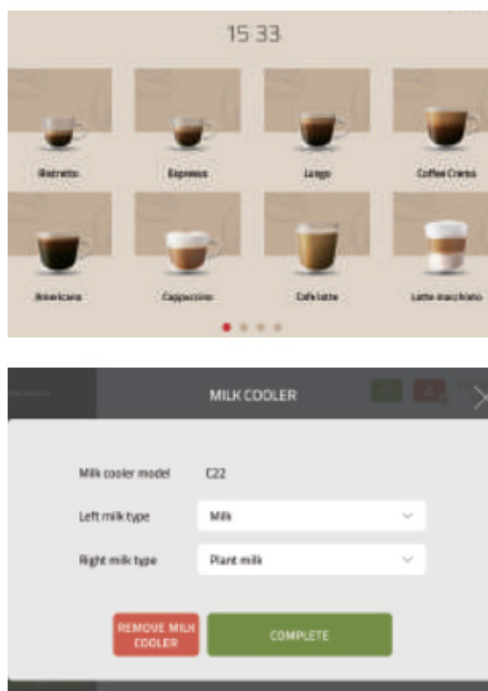 15 33
Ristretto Espresso Lungo Coffee Crema
Americano Cappuccino Cafe latte Latte macchiato
MILK COOLER
Milk cooler model C22
Left milk type Milk
Right milk type Plant milk
REMOVE MILK
COOLER
COMPLETE